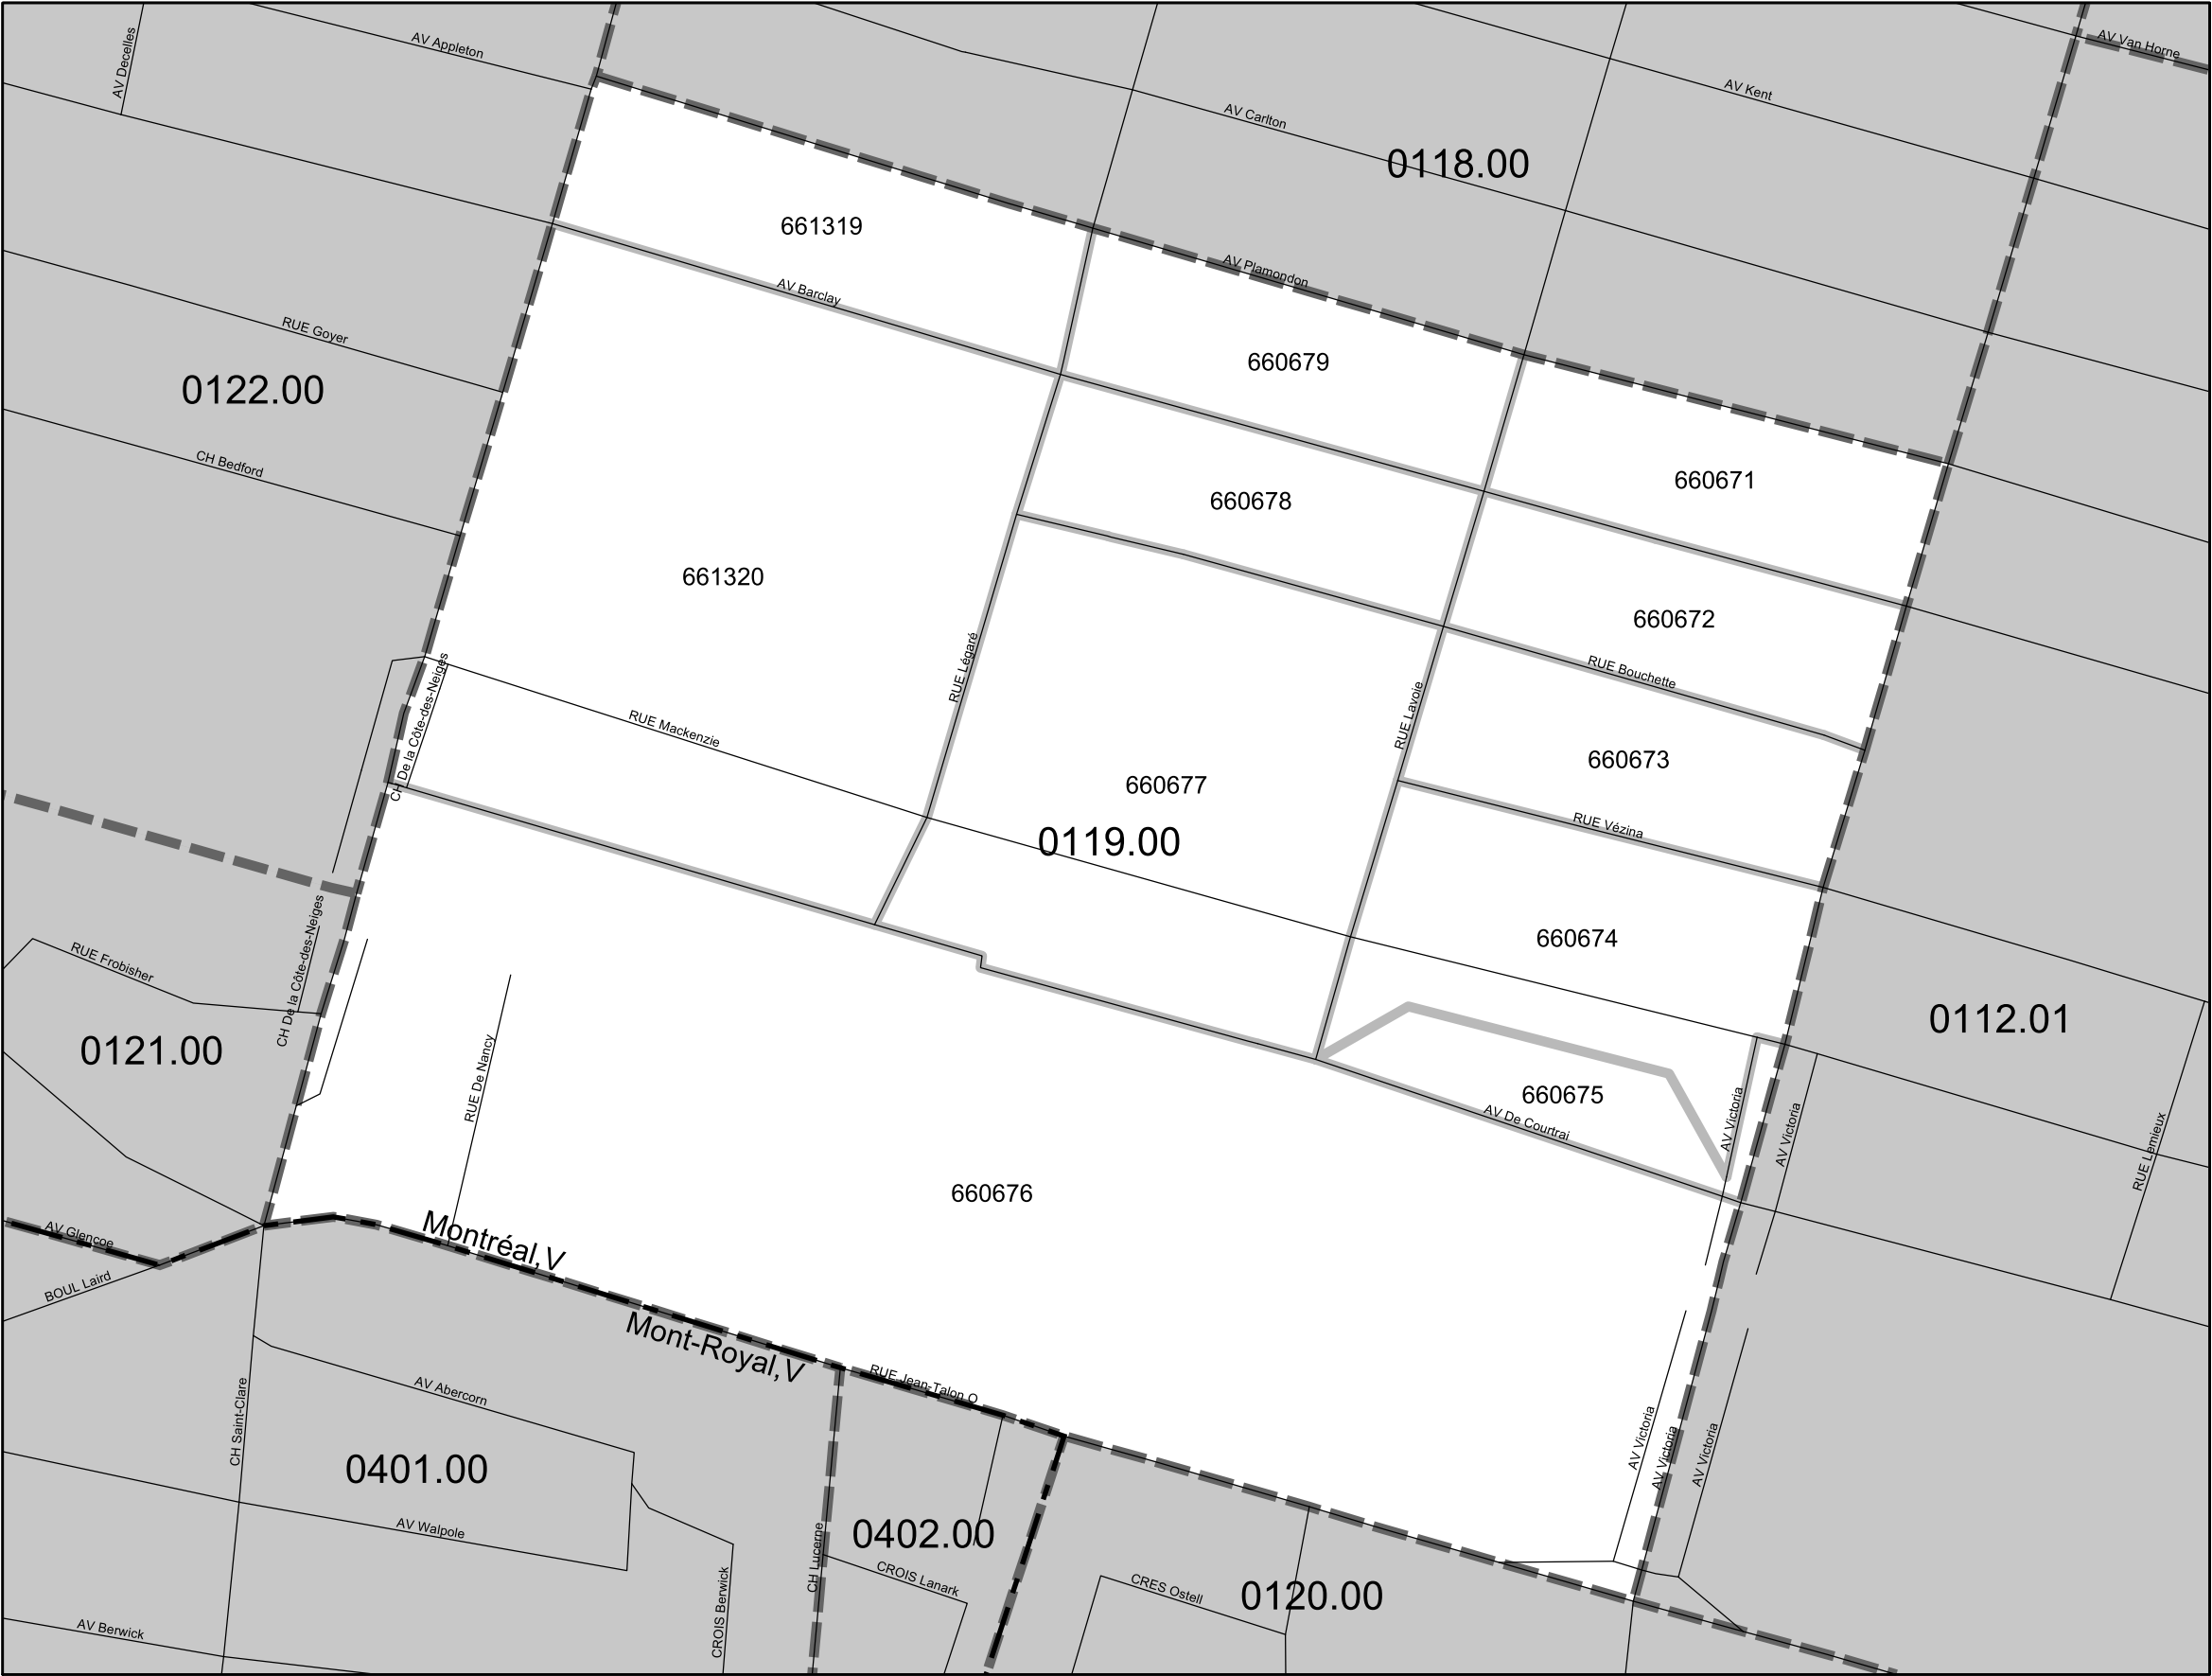 AV Decelles
AV Appleton
AV Van Horne
AV Kent
AV Carlton
0118.00
661319
AV Plamondon
AV Barclay
RUE Goyer
660679
0122.00
CH Bedford
660671
660678
661320
660672
RUE Légaré
RUE Bouchette
CH De la Côte-des-Neiges
RUE Mackenzie
RUE Lavoie
660673
660677
RUE Vézina
0119.00
660674
CH De la Côte-des-Neiges
RUE Frobisher
0112.01
0121.00
RUE De Nancy
660675
AV De Courtrai
AV Victoria
AV Victoria
RUE Lemieux
660676
AV Glencoe
Montréal,V
BOUL Laird
Mont-Royal,V
RUE Jean-Talon O
CH Saint-Clare
AV Abercorn
AV Victoria
AV Victoria
AV Victoria
0401.00
AV Walpole
0402.00
CH Lucerne
CROIS Lanark
CRES Ostell
0120.00
CROIS Berwick
AV Berwick